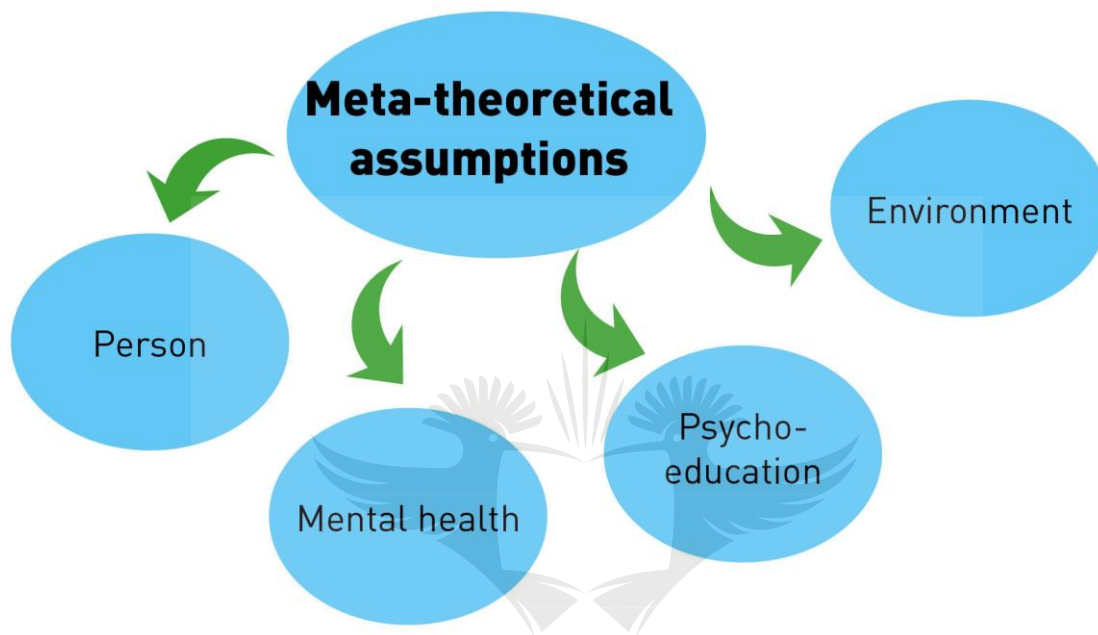 Meta-theoretical
assumptions
Environment
Person
Psycho-
education
Mental health